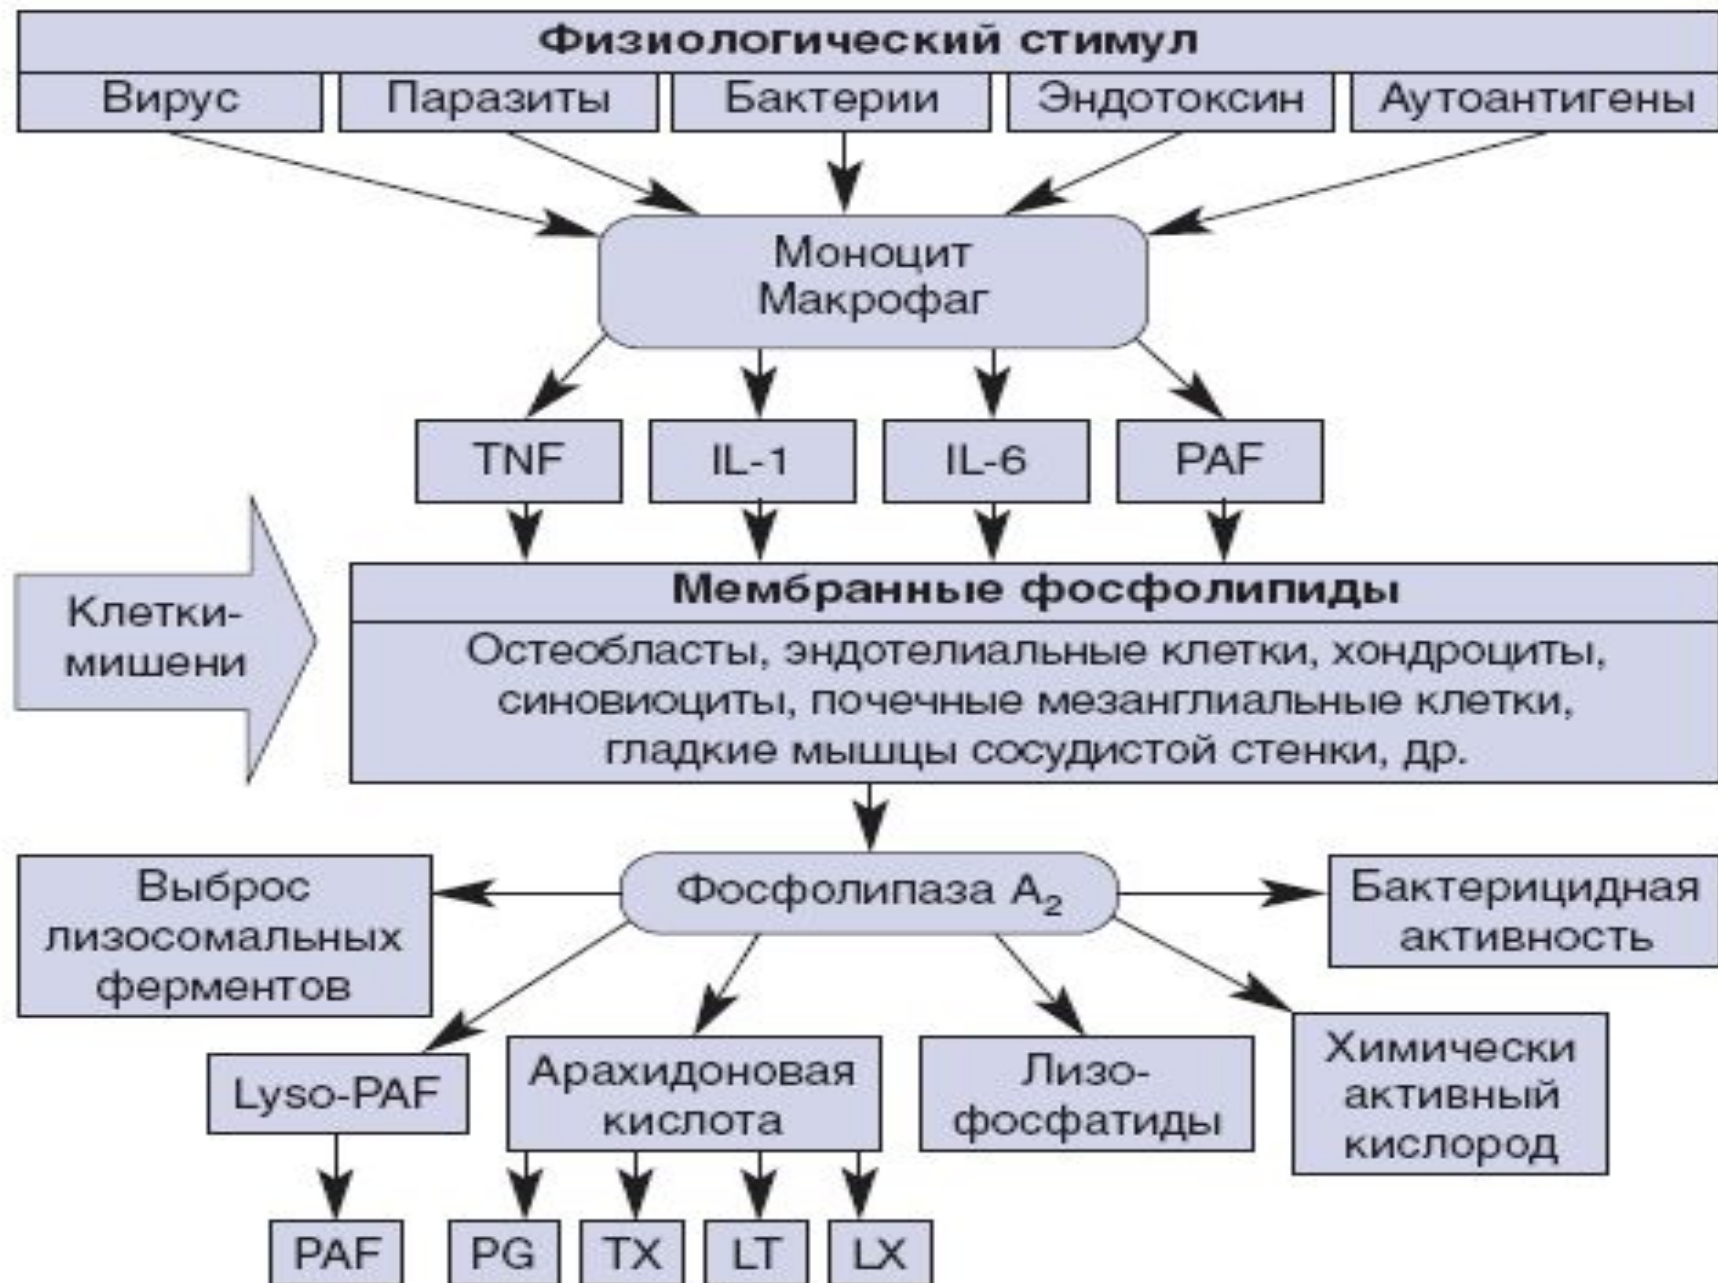 Физиологический стимул
Вирус
Паразиты
Бактерии
Эндотоксин
Аутоантигены
Моноцит
Макрофаг
TNF
IL-1
IL-6
PAF
Клетки-
мишени
Мембранные фосфолипиды
Остеобласты, эндотелиальные клетки, хондроциты,
синовиоциты, почечные мезанглиальные клетки,
гладкие мышцы сосудистой стенки, др.
Выброс
лизосомальных
ферментов
Фосфолипаза A₂
Бактерицидная
активность
Lyso-PAF
Арахидоновая
кислота
Лизо-
фосфатиды
Химически
активный
кислород
PAF
PG
TX
LT
LX